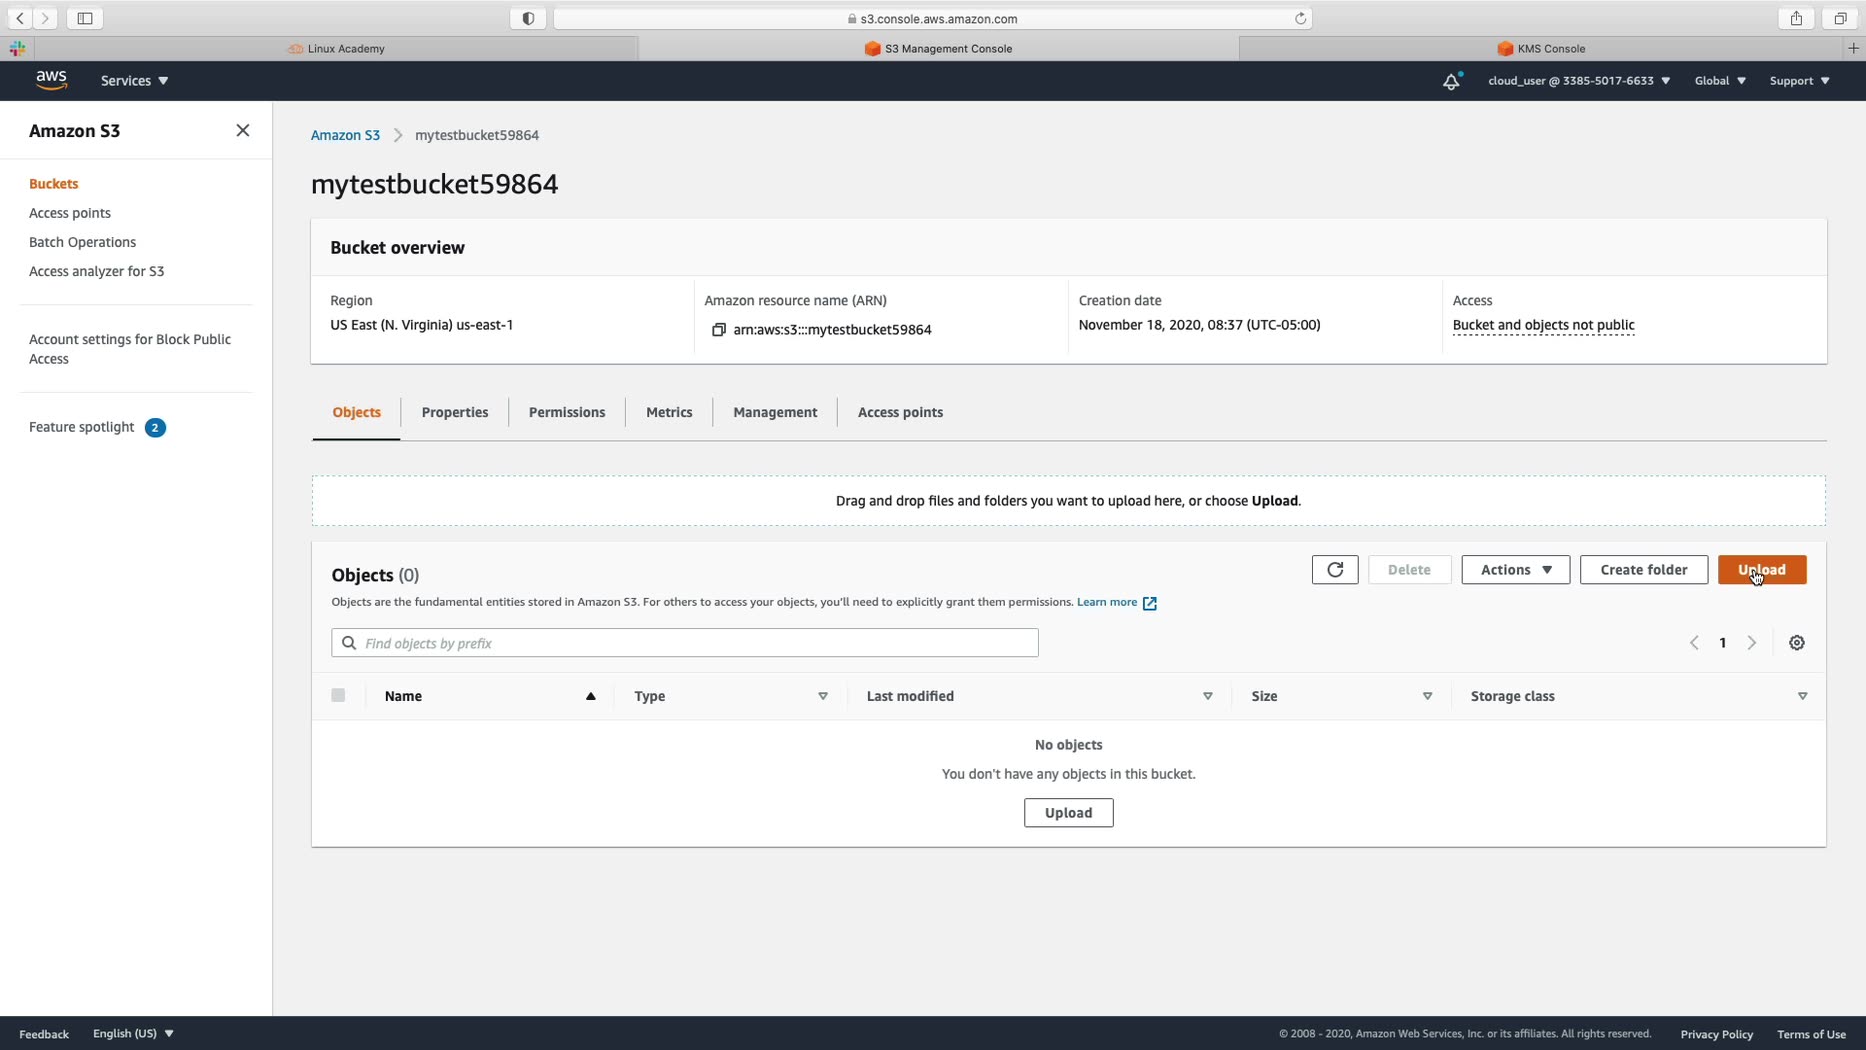 s3.console.aws.amazon.com
Linux Academy
S3 Management Console
KMS Console
aws
Services
cloud_user @ 3385-5017-6633
Global
Support
Amazon S3
Buckets
Access points
Batch Operations
Access analyzer for S3
Account settings for Block Public
Access
Feature spotlight 2
Amazon S3 mytestbucket59864
mytestbucket59864
Bucket overview
Region
US East (N. Virginia) us-east-1
Amazon resource name (ARN)
arn:aws:s3:::mytestbucket59864
Creation date
November 18, 2020, 08:37 (UTC-05:00)
Access
Bucket and objects not public
Objects
Properties
Permissions
Metrics
Management
Access points
Drag and drop files and folders you want to upload here, or choose Upload.
Objects (0)
Delete
Actions
Create folder
Upload
Objects are the fundamental entities stored in Amazon S3. For others to access your objects, you'll need to explicitly grant them permissions. Learn more
Find objects by prefix
1
Name
Type
Last modified
Size
Storage class
No objects
You don't have any objects in this bucket.
Upload
Feedback
English (US)
© 2008 - 2020, Amazon Web Services, Inc. or its affiliates. All rights reserved.
Privacy Policy
Terms of Use